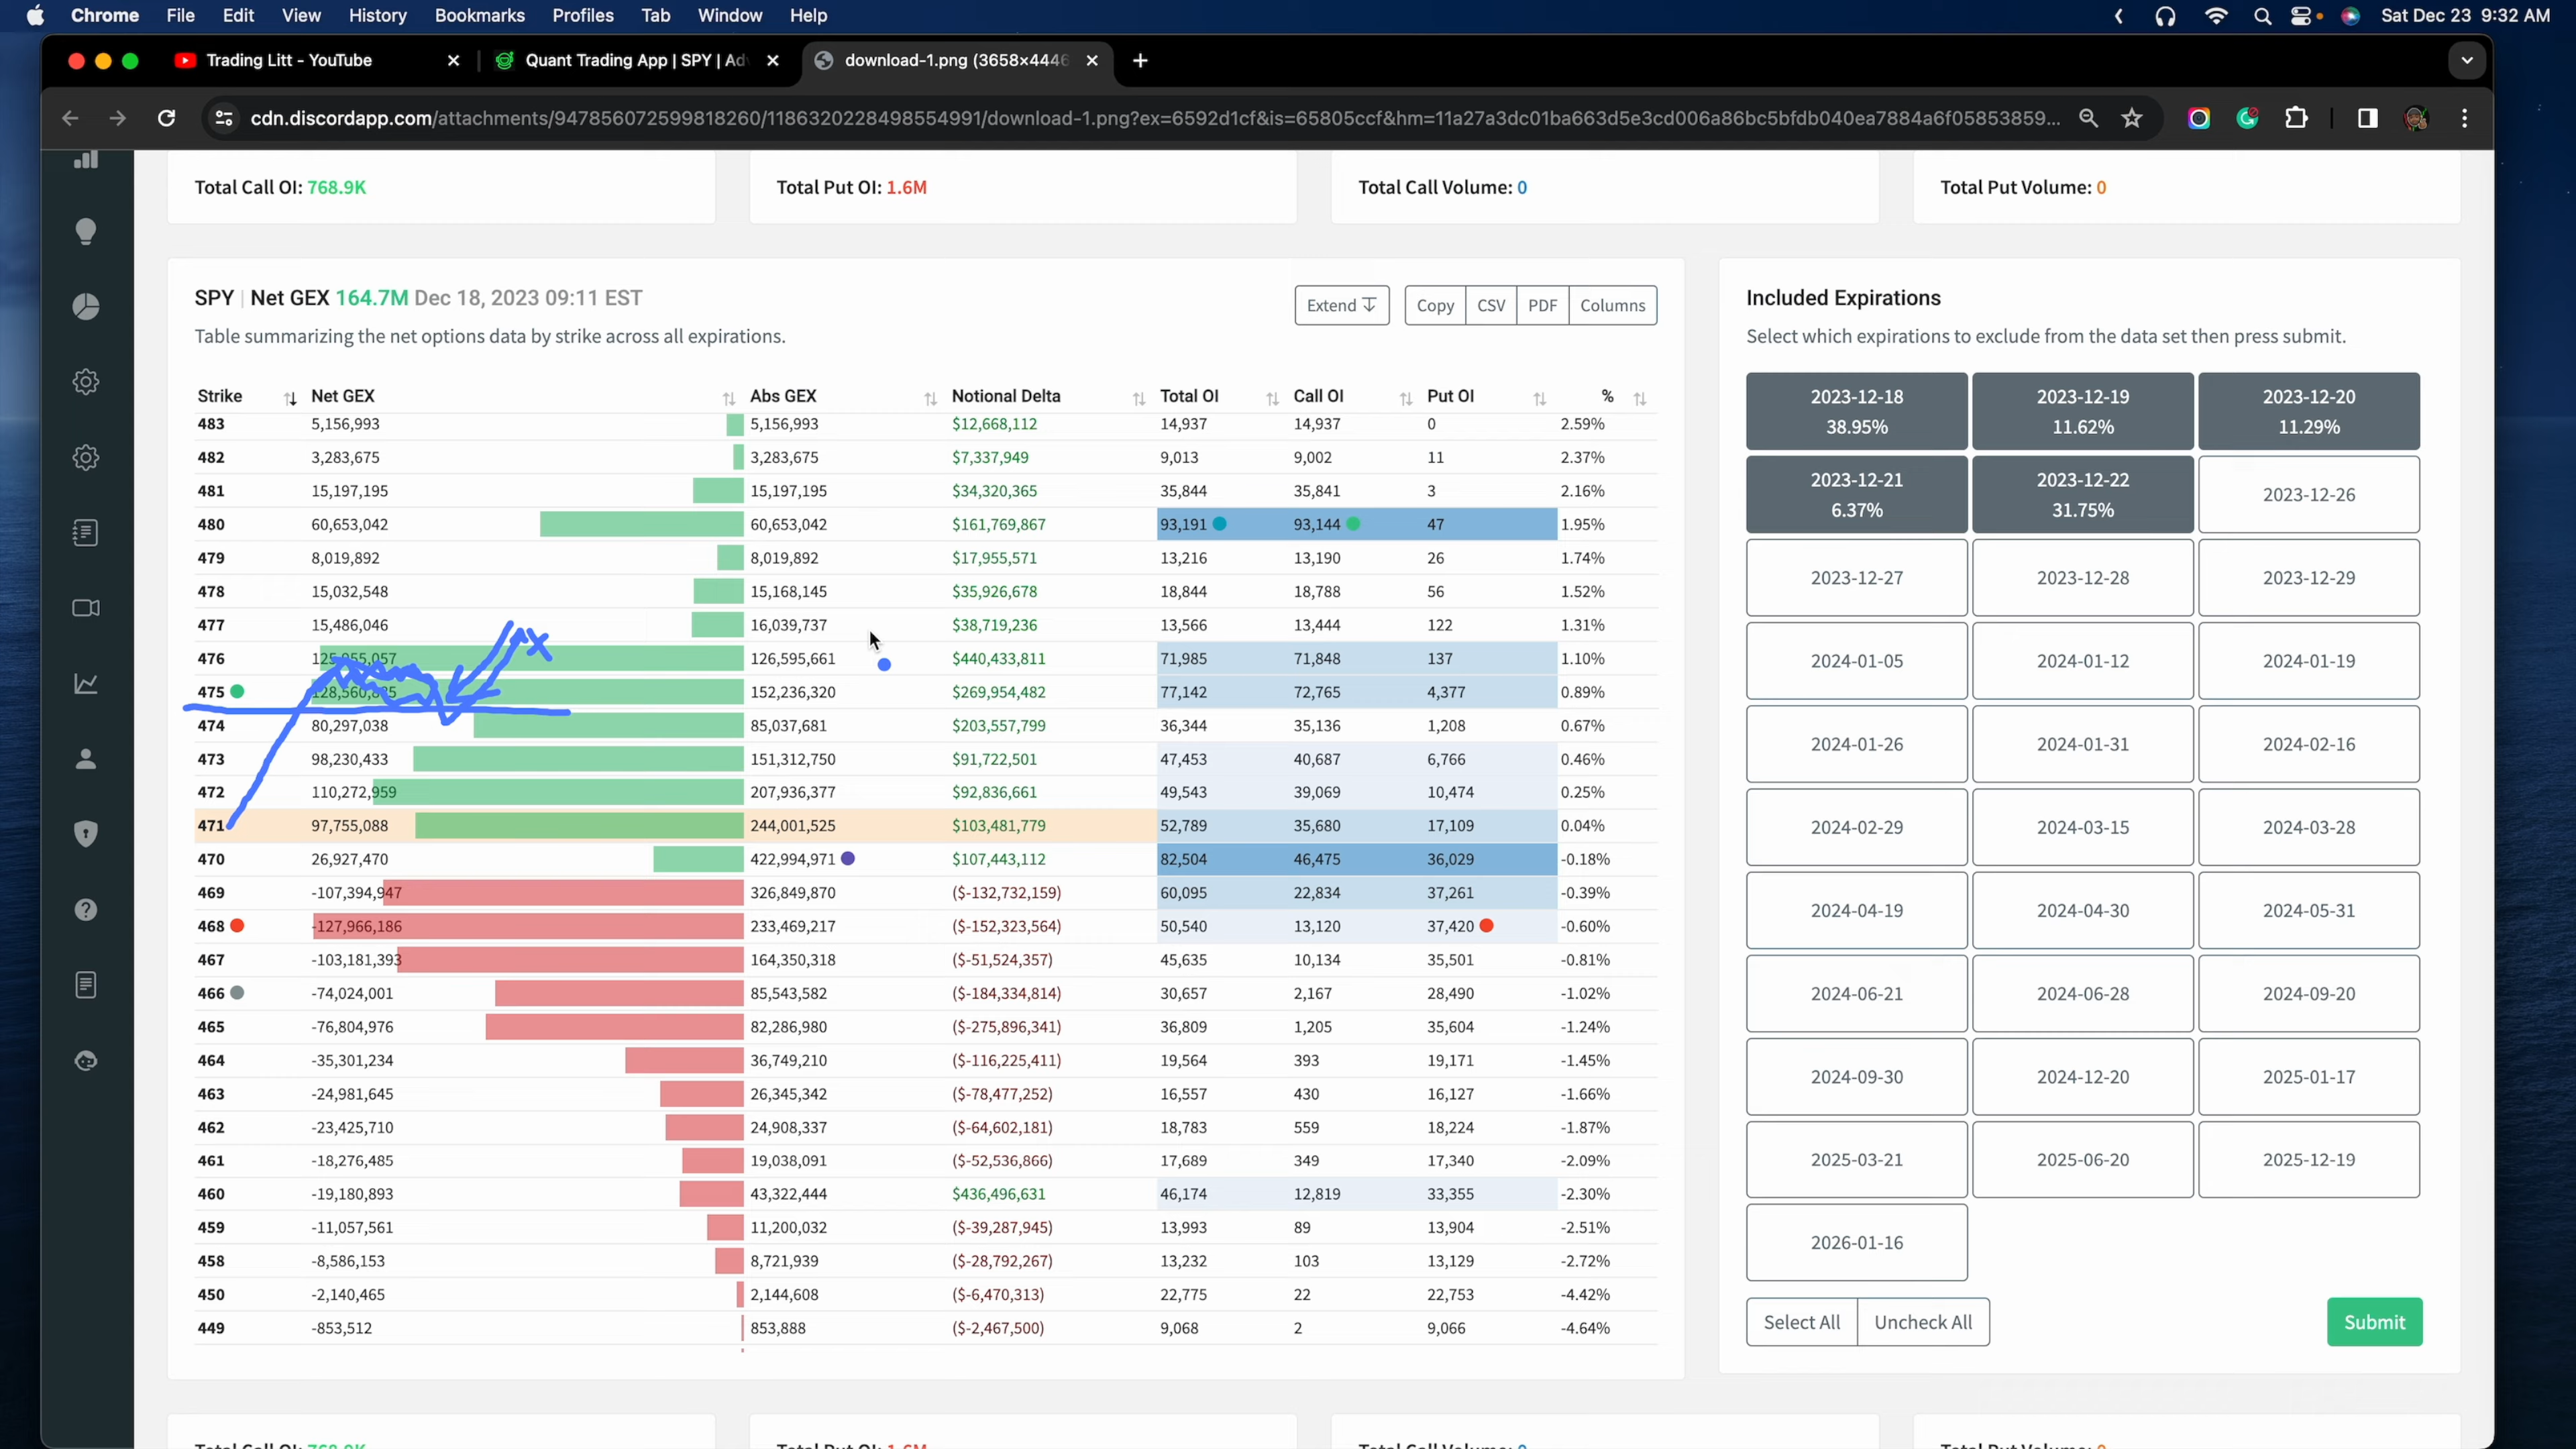 Chrome File Edit View History Bookmarks Profiles Tab Window Help Sat Dec 23 9:32 AM
Trading Litt - YouTube Quant Trading App | SPY | Adv download-1.png (3658×4446
cdn.discordapp.com/attachments/947856072599818260/1186320228498554991/download-1.png?ex=6592d1cf&is=65805ccf&hm=11a27a3dc01ba663d5e3cd006a86bc5bfdb040ea7884a6f05853859...
Total Call OI: 768.9K Total Put OI: 1.6M Total Call Volume: 0 Total Put Volume: 0
SPY | Net GEX 164.7M Dec 18, 2023 09:11 EST
Table summarizing the net options data by strike across all expirations.
Extend Copy CSV PDF Columns
Strike Net GEX Abs GEX Notional Delta Total OI Call OI Put OI %
483 5,156,993 5,156,993 $12,668,112 14,937 14,937 0 2.59%
482 3,283,675 3,283,675 $7,337,949 9,013 9,002 11 2.37%
481 15,197,195 15,197,195 $34,320,365 35,844 35,841 3 2.16%
480 60,653,042 60,653,042 $161,769,867 93,191 93,144 47 1.95%
479 8,019,892 8,019,892 $17,955,571 13,216 13,190 26 1.74%
478 15,032,548 15,168,145 $35,926,678 18,844 18,788 56 1.52%
477 15,486,046 16,039,737 $38,719,236 13,566 13,444 122 1.31%
476 126,595,661 $440,433,811 71,985 71,848 137 1.10%
475 152,236,320 $269,954,482 77,142 72,765 4,377 0.89%
474 80,297,038 85,037,681 $203,557,799 36,344 35,136 1,208 0.67%
473 98,230,433 151,312,750 $91,722,501 47,453 40,687 6,766 0.46%
472 110,272,959 207,936,377 $92,836,661 49,543 39,069 10,474 0.25%
471 97,755,088 244,001,525 $103,481,779 52,789 35,680 17,109 0.04%
470 26,927,470 422,994,971 $107,443,112 82,504 46,475 36,029 -0.18%
469 -107,394,947 326,849,870 ($-132,732,159) 60,095 22,834 37,261 -0.39%
468 -127,966,186 233,469,217 ($-152,323,564) 50,540 13,120 37,420 -0.60%
467 -103,181,393 164,350,318 ($-51,524,357) 45,635 10,134 35,501 -0.81%
466 -74,024,001 85,543,582 ($-184,334,814) 30,657 2,167 28,490 -1.02%
465 -76,804,976 82,286,980 ($-275,896,341) 36,809 1,205 35,604 -1.24%
464 -35,301,234 36,749,210 ($-116,225,411) 19,564 393 19,171 -1.45%
463 -24,981,645 26,345,342 ($-78,477,252) 16,557 430 16,127 -1.66%
462 -23,425,710 24,908,337 ($-64,602,181) 18,783 559 18,224 -1.87%
461 -18,276,485 19,038,091 ($-52,536,866) 17,689 349 17,340 -2.09%
460 -19,180,893 43,322,444 $436,496,631 46,174 12,819 33,355 -2.30%
459 -11,057,561 11,200,032 ($-39,287,945) 13,993 89 13,904 -2.51%
458 -8,586,153 8,721,939 ($-28,792,267) 13,232 103 13,129 -2.72%
450 -2,140,465 2,144,608 ($-6,470,313) 22,775 22 22,753 -4.42%
449 -853,512 853,888 ($-2,467,500) 9,068 2 9,066 -4.64%
Included Expirations
Select which expirations to exclude from the data set then press submit.
2023-12-18 2023-12-19 2023-12-20
38.95% 11.62% 11.29%
2023-12-21 2023-12-22 2023-12-26
6.37% 31.75%
2023-12-27 2023-12-28 2023-12-29
2024-01-05 2024-01-12 2024-01-19
2024-01-26 2024-01-31 2024-02-16
2024-02-29 2024-03-15 2024-03-28
2024-04-19 2024-04-30 2024-05-31
2024-06-21 2024-06-28 2024-09-20
2024-09-30 2024-12-20 2025-01-17
2025-03-21 2025-06-20 2025-12-19
2026-01-16
Select All Uncheck All Submit
Total Call OI: 768.9K Total Put OI: 1.6M Total Call Volume: 0 Total Put Volume: 0